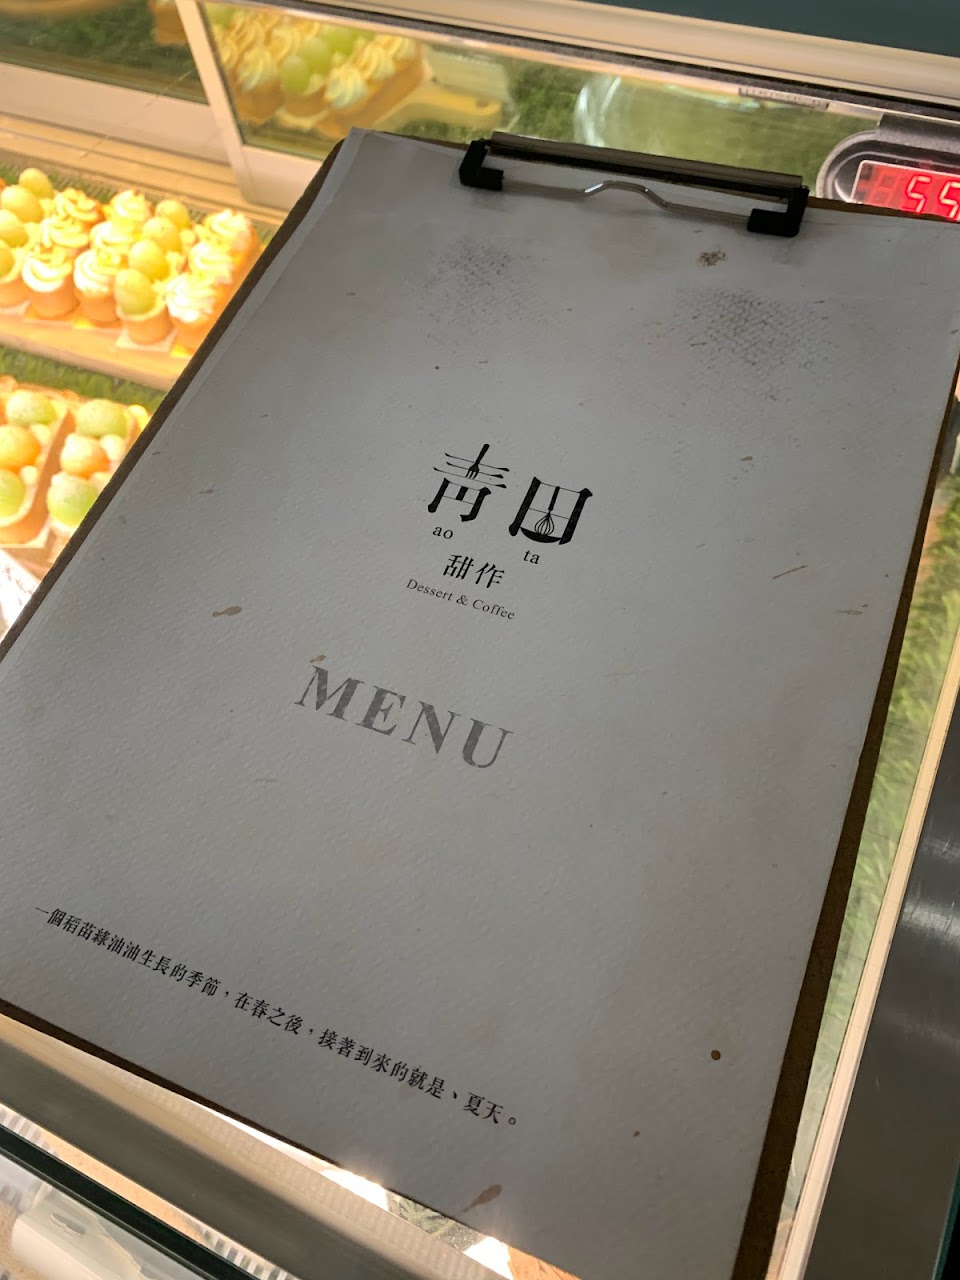 55
青田
ao ta
甜作
Dessert & Coffee
MENU
一個稻苗綠油油生長的季節，在春之後，接著到來的就是、夏天。